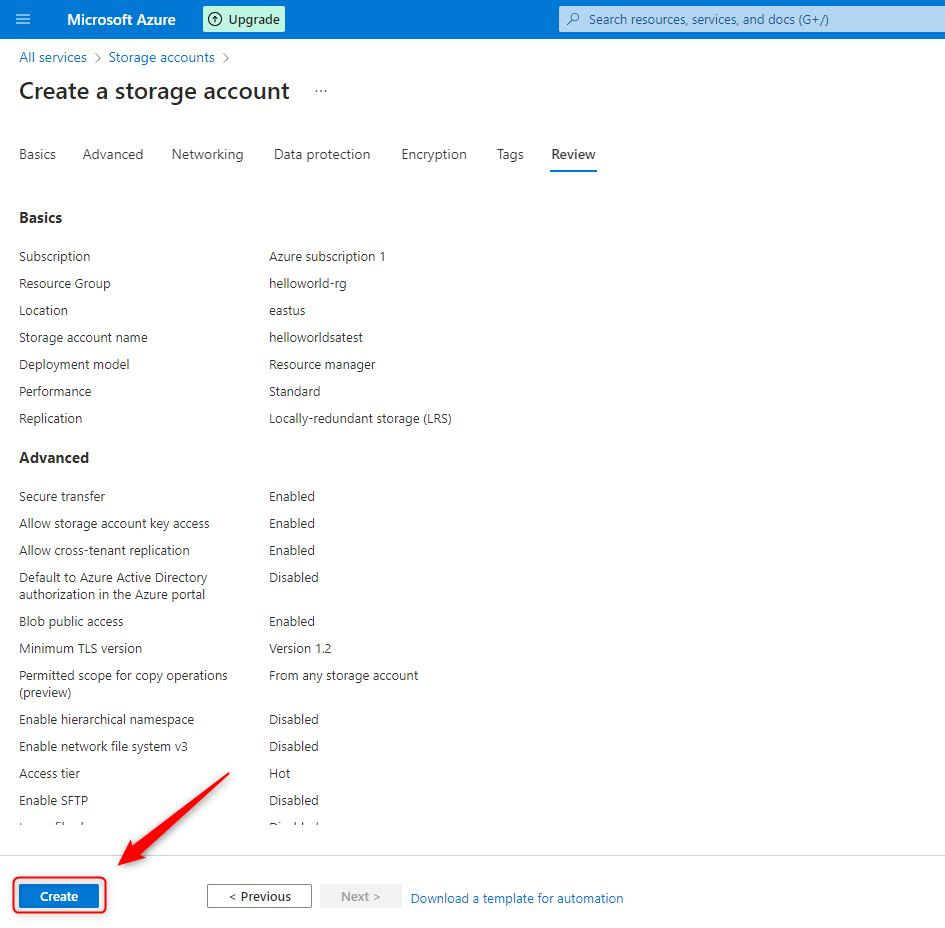 Microsoft Azure
Upgrade
Search resources, services, and docs (G+/)
All services > Storage accounts >
Create a storage account ...
Basics Advanced Networking Data protection Encryption Tags Review
Basics
Subscription Azure subscription 1
Resource Group helloworld-rg
Location eastus
Storage account name helloworldsatest
Deployment model Resource manager
Performance Standard
Replication Locally-redundant storage (LRS)
Advanced
Secure transfer Enabled
Allow storage account key access Enabled
Allow cross-tenant replication Enabled
Default to Azure Active Directory Disabled
authorization in the Azure portal
Blob public access Enabled
Minimum TLS version Version 1.2
Permitted scope for copy operations From any storage account
(preview)
Enable hierarchical namespace Disabled
Enable network file system v3 Disabled
Access tier Hot
Enable SFTP Disabled
Create < Previous Next > Download a template for automation